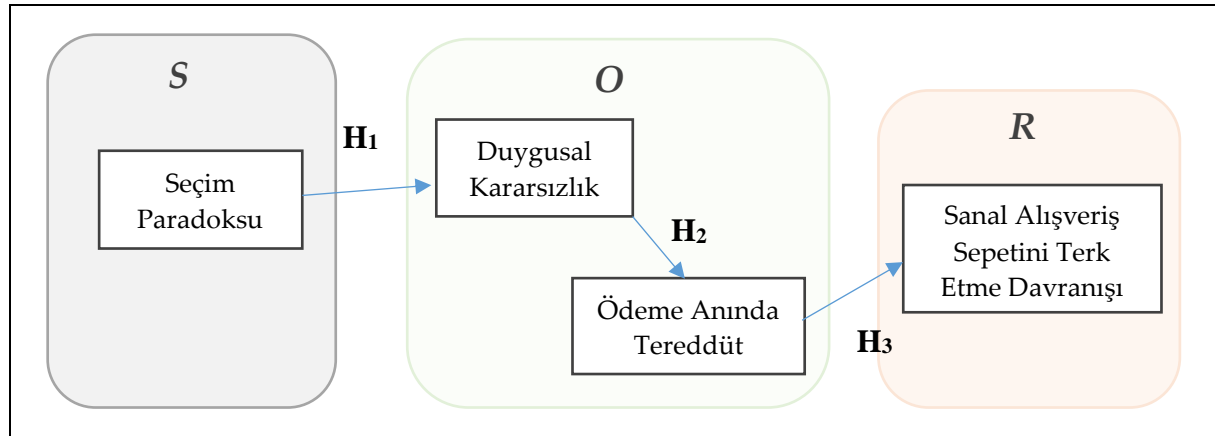 S
Seçim
Paradoksu
H1
O
Duygusal
Kararsızlık
H2
Ödeme Anında
Tereddüt
H3
R
Sanal Alışveriş
Sepetini Terk
Etme Davranışı